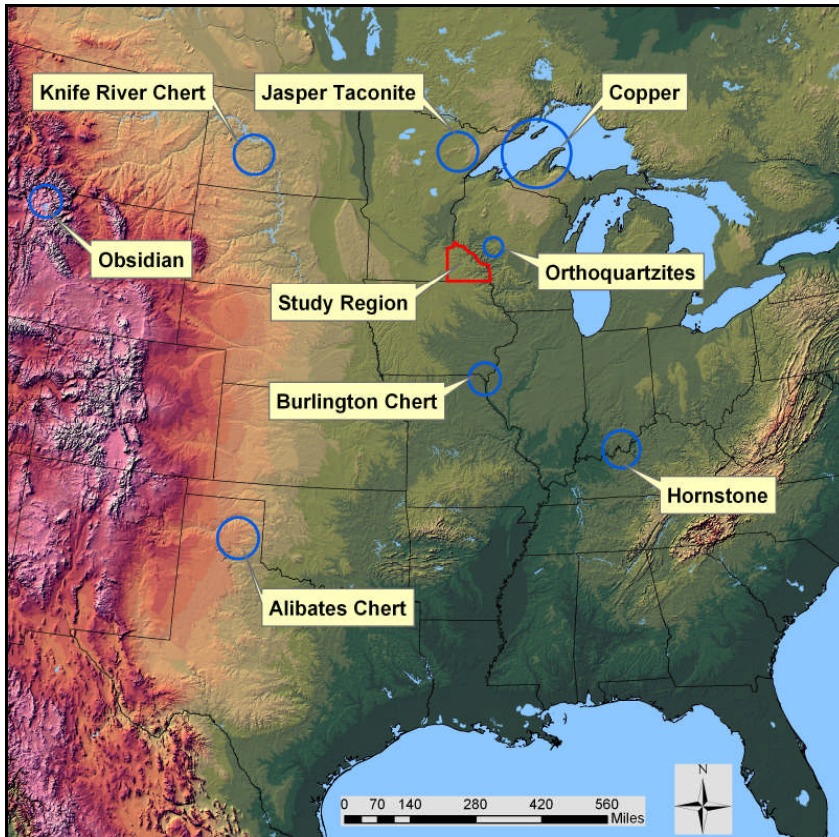 Knife River Chert
Jasper Taconite
Copper
Obsidian
Orthoquartzites
Study Region
Burlington Chert
Hornstone
Alibates Chert
N
0 70 140 280 420 560
Miles